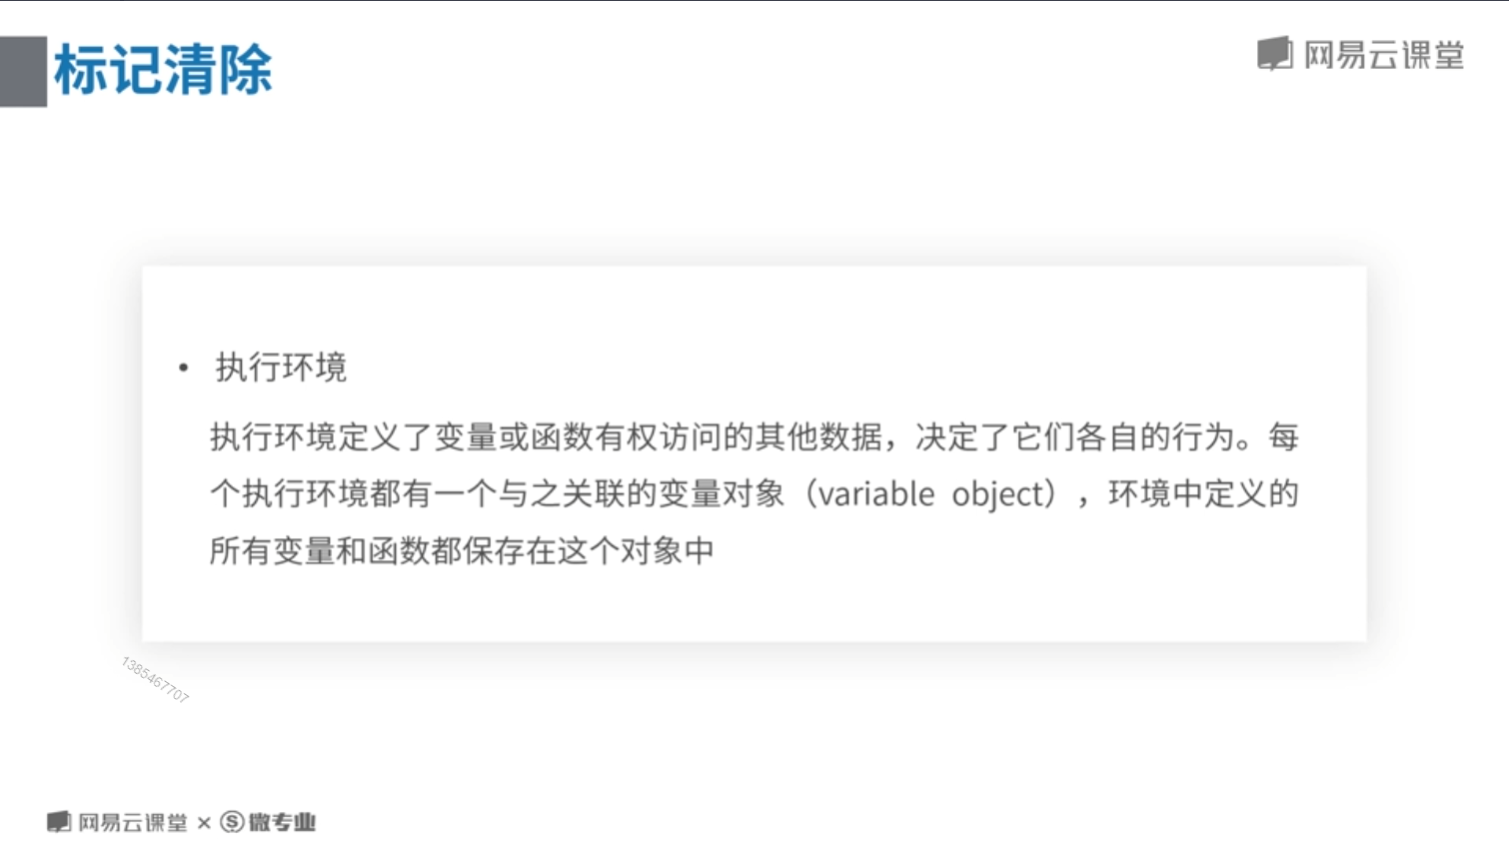 标记清除
网易云课堂
• 执行环境
执行环境定义了变量或函数有权访问的其他数据，决定了它们各自的行为。每
个执行环境都有一个与之关联的变量对象（variable object），环境中定义的
所有变量和函数都保存在这个对象中
1385467707
网易云课堂 × Ⓢ 微专业